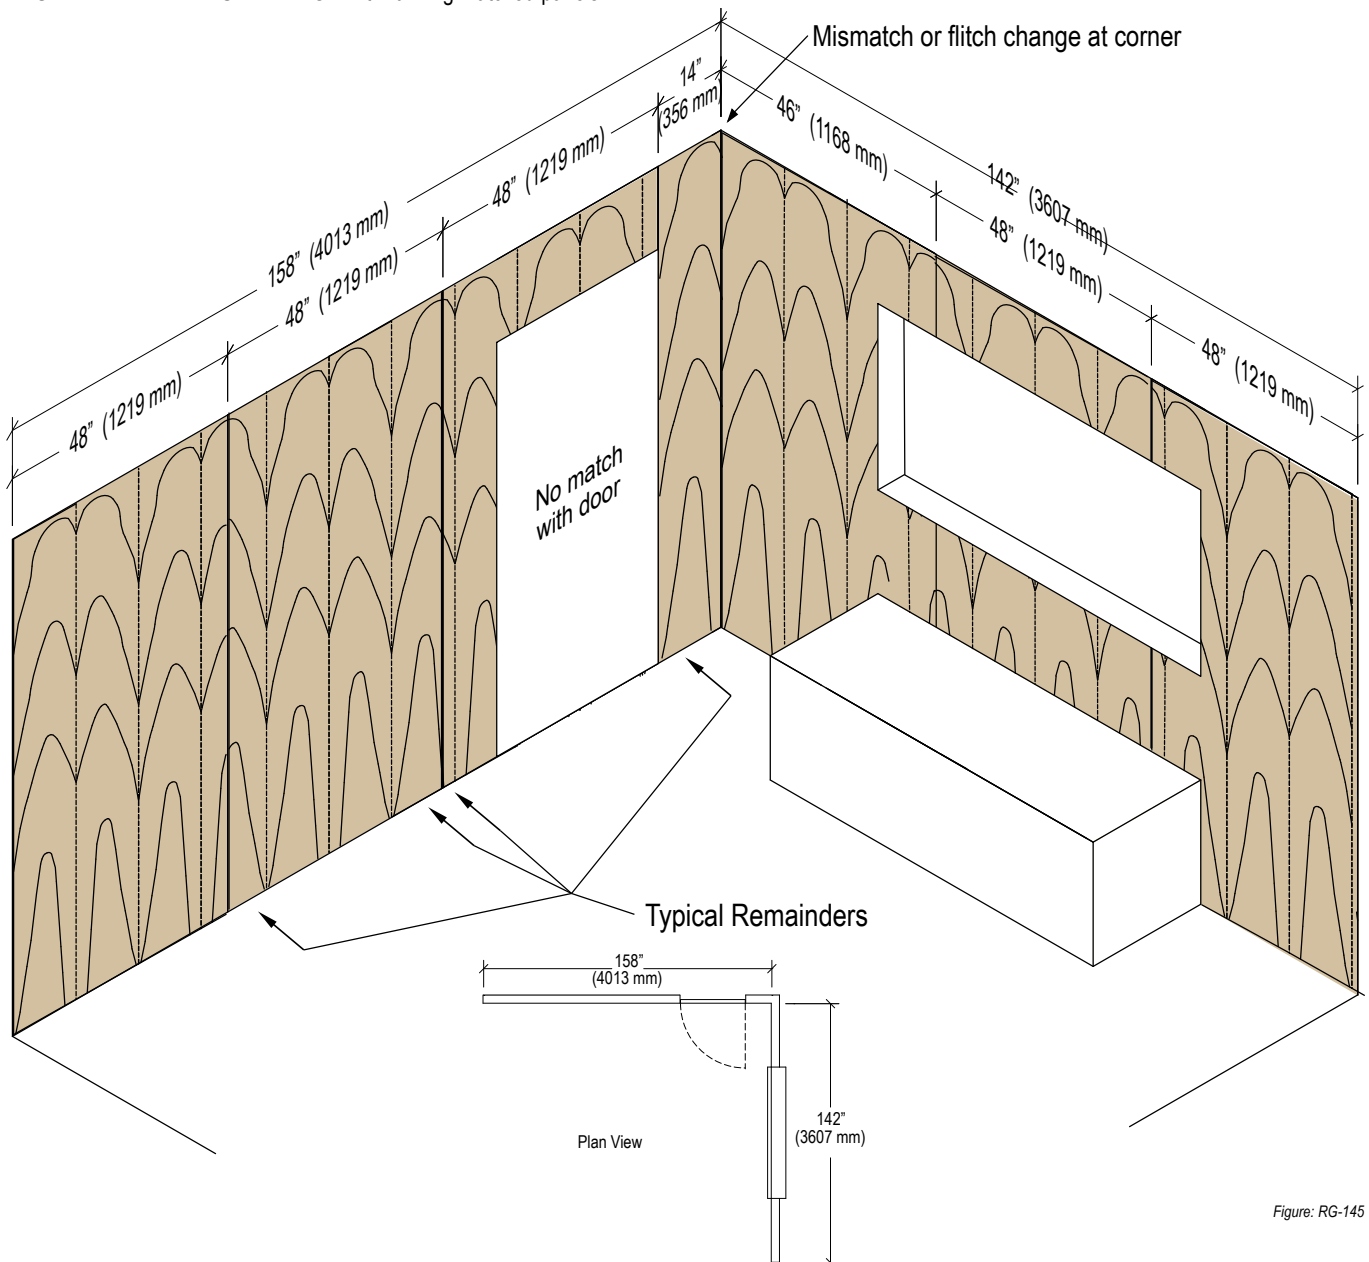 Mismatch or flitch change at corner
14”
(356 mm)
46” (1168 mm)
142” (3607 mm)
48” (1219 mm)
158” (4013 mm)
48” (1219 mm)
48” (1219 mm)
48” (1219 mm)
48” (1219 mm)
No match
with door
Typical Remainders
158”
(4013 mm)
142”
(3607 mm)
Plan View
Figure: RG-145